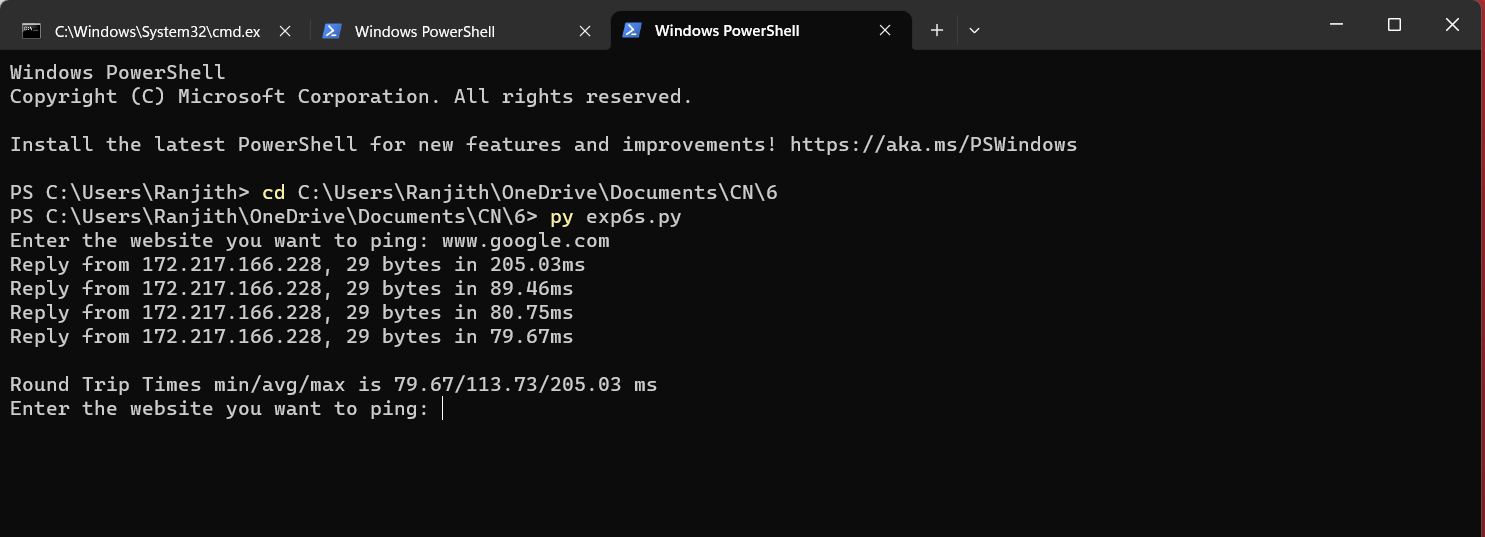 C:\Windows\System32\cmd.ex
Windows PowerShell
Windows PowerShell
Windows PowerShell
Copyright (C) Microsoft Corporation. All rights reserved.
Install the latest PowerShell for new features and improvements! https://aka.ms/PSWindows
PS C:\Users\Ranjith> cd C:\Users\Ranjith\OneDrive\Documents\CN\6
PS C:\Users\Ranjith\OneDrive\Documents\CN\6> py exp6s.py
Enter the website you want to ping: www.google.com
Reply from 172.217.166.228, 29 bytes in 205.03ms
Reply from 172.217.166.228, 29 bytes in 89.46ms
Reply from 172.217.166.228, 29 bytes in 80.75ms
Reply from 172.217.166.228, 29 bytes in 79.67ms
Round Trip Times min/avg/max is 79.67/113.73/205.03 ms
Enter the website you want to ping: